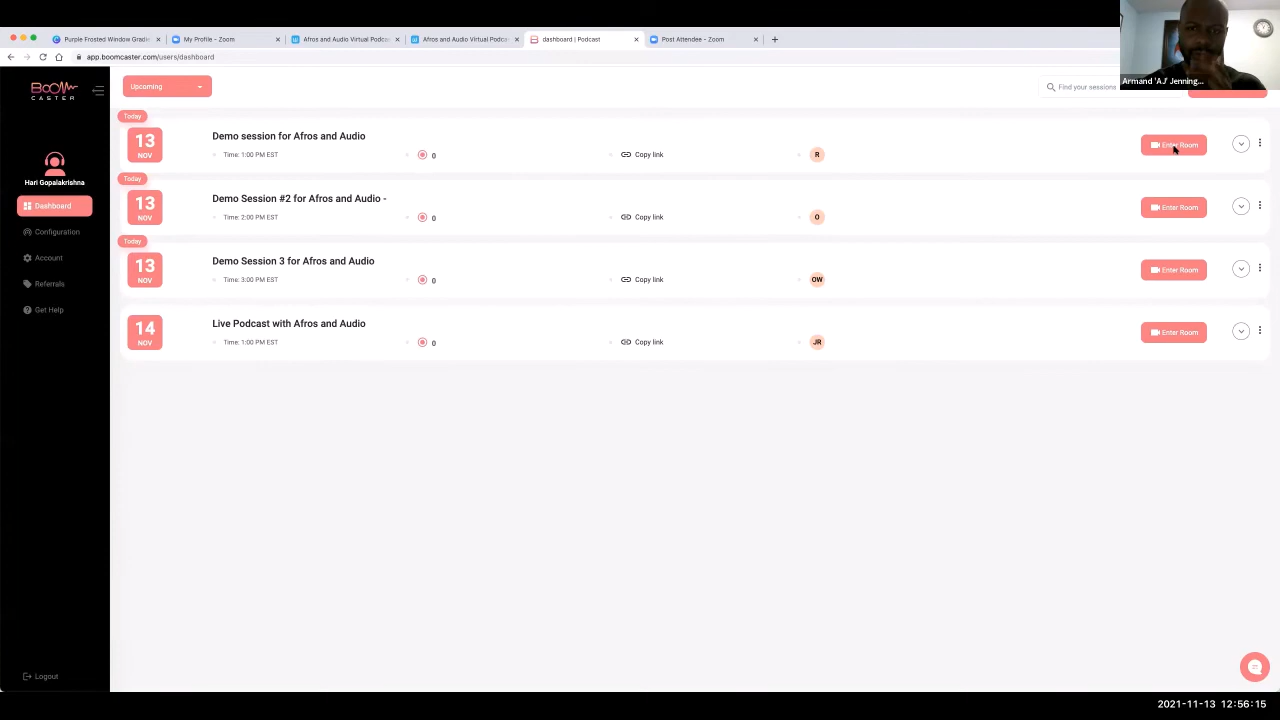 Purple Frosted Window Gradie
My Profile - Zoom
Afros and Audio Virtual Podcas
Afros and Audio Virtual Podcas
dashboard | Podcast
Post Attendee - Zoom
app.boomcaster.com/users/dashboard
Armand 'AJ' Jenning...
BOOM
CASTER
Hari Gopalakrishna
Dashboard
Configuration
Account
Referrals
Get Help
Logout
Upcoming
Find your sessions
Today
13
NOV
Demo session for Afros and Audio
Time: 1:00 PM EST
0
Copy link
R
Enter Room
Today
13
NOV
Demo Session #2 for Afros and Audio -
Time: 2:00 PM EST
0
Copy link
O
Enter Room
Today
13
NOV
Demo Session 3 for Afros and Audio
Time: 3:00 PM EST
0
Copy link
OW
Enter Room
14
NOV
Live Podcast with Afros and Audio
Time: 1:00 PM EST
0
Copy link
JR
Enter Room
2021-11-13 12:56:15